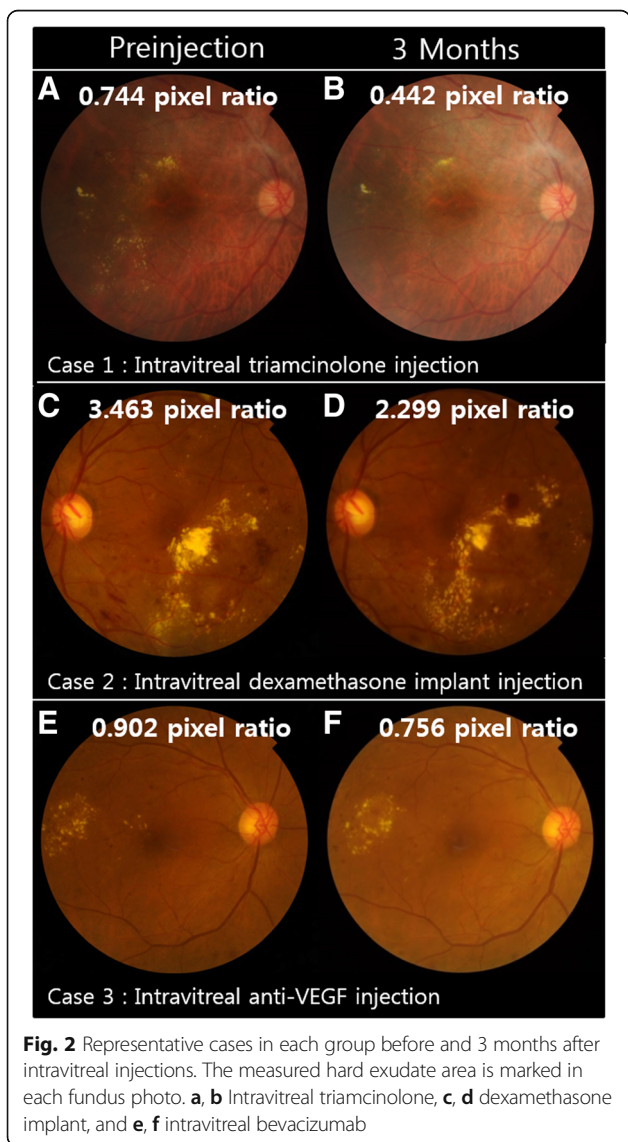 Preinjection 3 Months
A 0.744 pixel ratio B 0.442 pixel ratio
Case 1 : Intravitreal triamcinolone injection
C 3.463 pixel ratio D 2.299 pixel ratio
Case 2 : Intravitreal dexamethasone implant injection
E 0.902 pixel ratio F 0.756 pixel ratio
Case 3 : Intravitreal anti-VEGF injection
Fig. 2 Representative cases in each group before and 3 months after
intravitreal injections. The measured hard exudate area is marked in
each fundus photo. a, b Intravitreal triamcinolone, c, d dexamethasone
implant, and e, f intravitreal bevacizumab